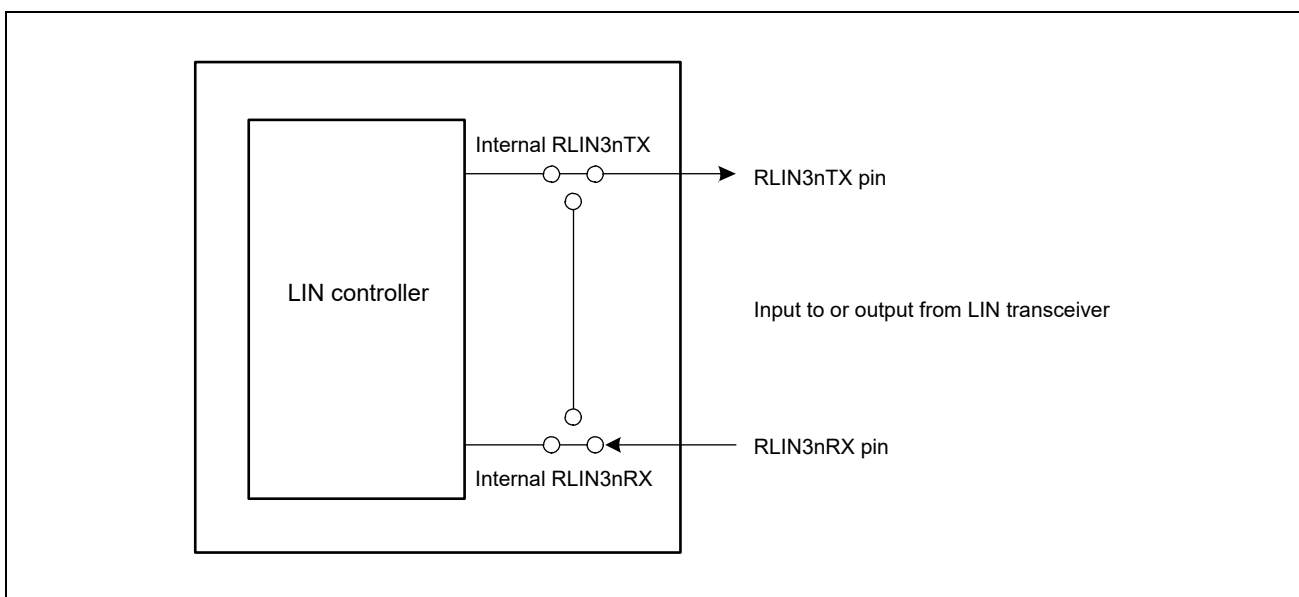 Internal RLIN3nTX
RLIN3nTX pin
LIN controller
Input to or output from LIN transceiver
RLIN3nRX pin
Internal RLIN3nRX